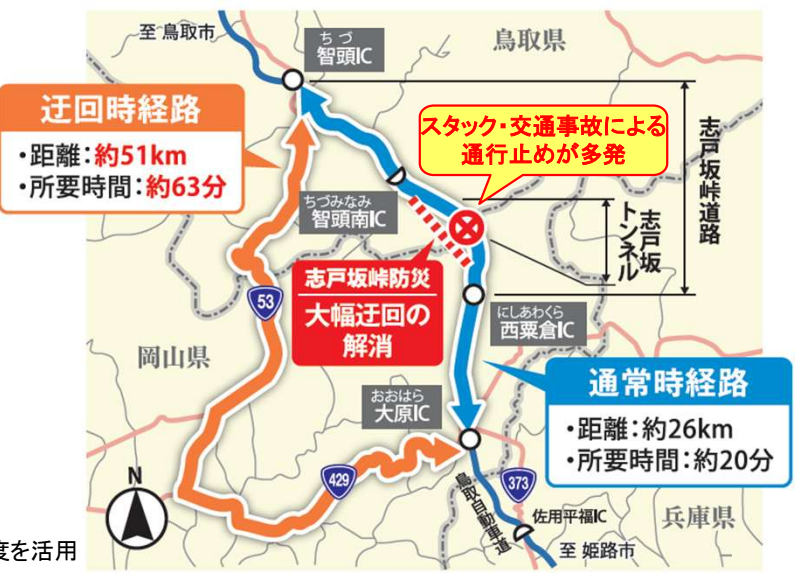 至 鳥取市
ちづ
智頭IC
鳥取県
迂回時経路
・距離：約51km
・所要時間：約63分
スタック・交通事故による
通行止めが多発
志戸坂峠道路
ちづみなみ
智頭南IC
志戸坂
トンネル
志戸坂峠防災
大幅迂回の
解消
53
にしあわくら
西粟倉IC
岡山県
おおはら
大原IC
通常時経路
・距離：約26km
・所要時間：約20分
N
429
373
鳥取自動車道
佐用平福IC
兵庫県
至 姫路市
度を活用